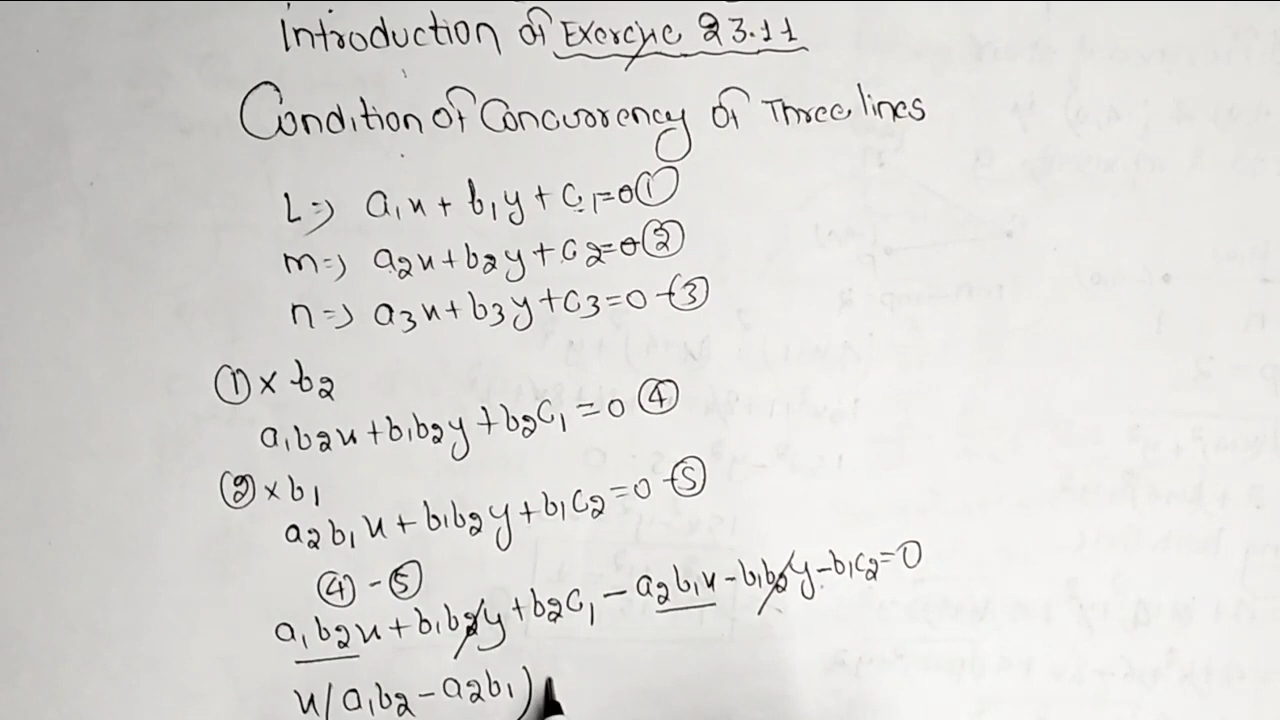 Introduction of Exercise 23.11
Condition of Concurrency of Three lines
L => a₁x + b₁y + c₁=0 ①
m => a₂x+b₂y+c₂=0 ②
n => a₃x+b₃y+c₃=0 -③
① × b₂
a₁b₂x+b₁b₂y+b₂c₁=0 ④
② × b₁
a₂b₁x+b₁b₂y+b₁c₂=0 -⑤
④ - ⑤
a₁b₂x+b₁b₂y+b₂c₁ - a₂b₁x - b₁b₂y - b₁c₂=0
x(a₁b₂ - a₂b₁)